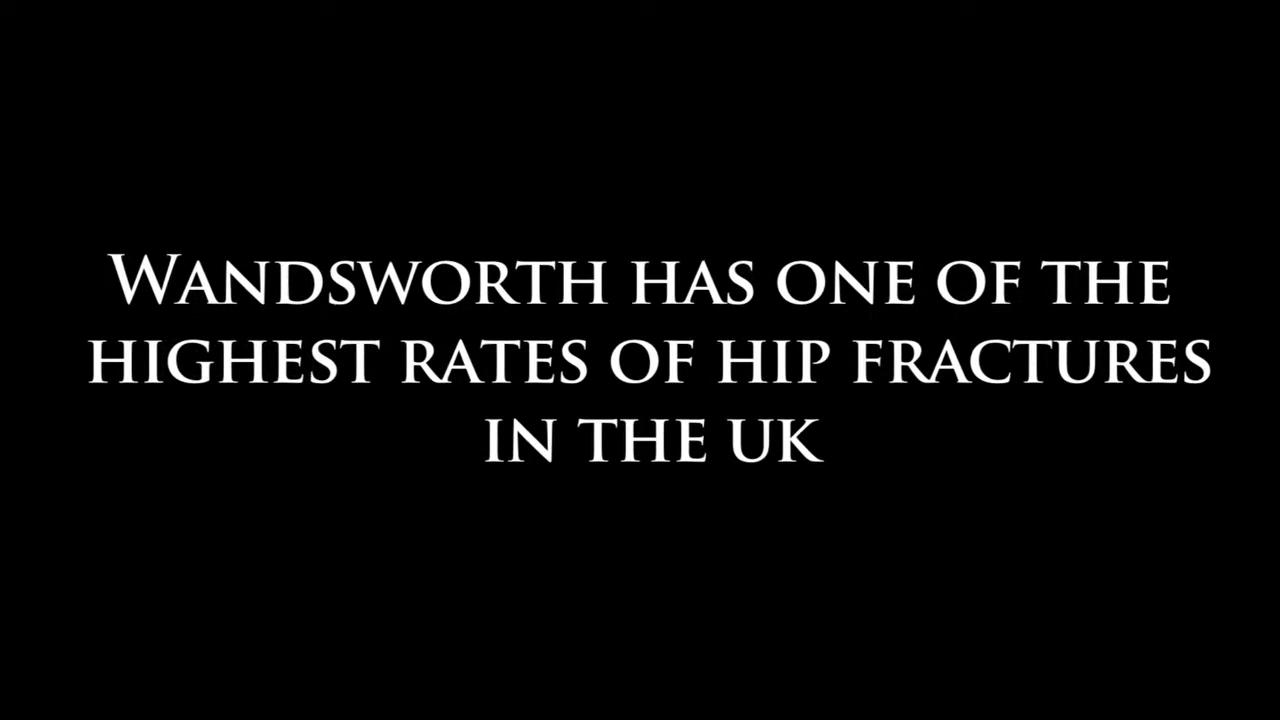 Wandsworth has one of the
highest rates of hip fractures
in the UK